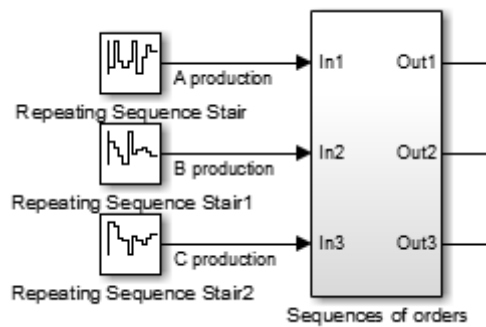 In1
Out1
A production
Repeating Sequence Stair
In2
Out2
B production
Repeating Sequence Stair1
In3
Out3
C production
Repeating Sequence Stair2
Sequences of orders